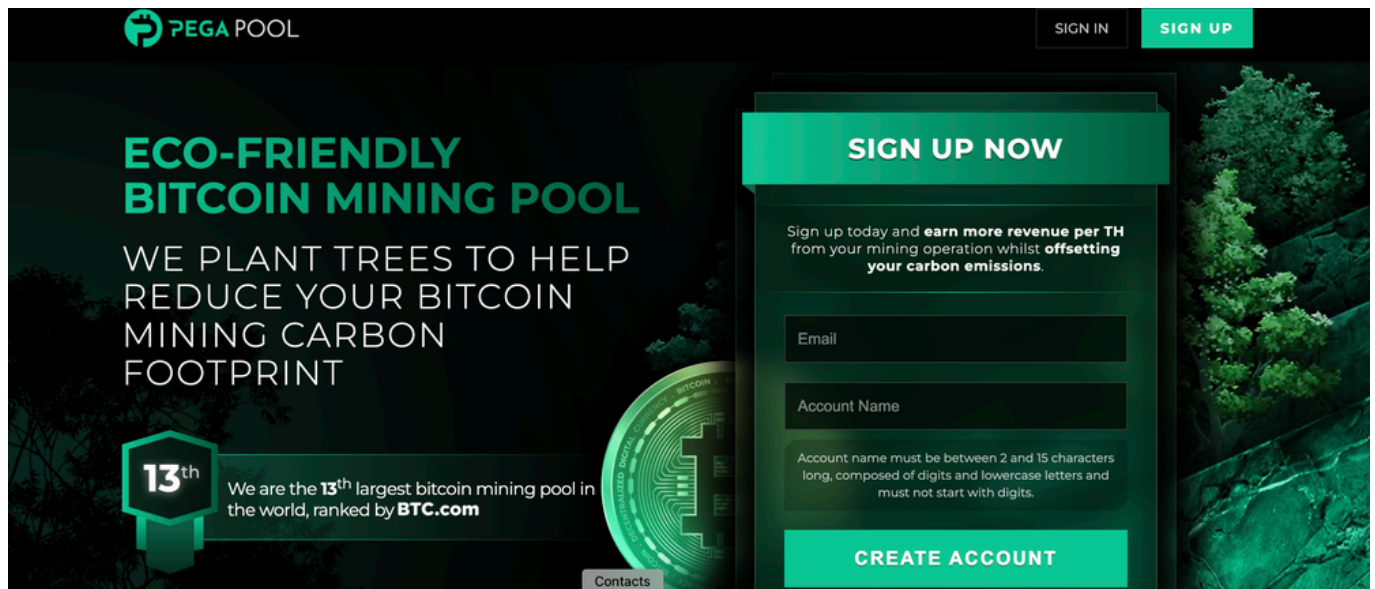 PEGA POOL
SIGN IN
SIGN UP
ECO-FRIENDLY
BITCOIN MINING POOL
WE PLANT TREES TO HELP
REDUCE YOUR BITCOIN
MINING CARBON
FOOTPRINT
13th
We are the 13th largest bitcoin mining pool in
the world, ranked by BTC.com
SIGN UP NOW
Sign up today and earn more revenue per TH
from your mining operation whilst offsetting
your carbon emissions.
Email
Account Name
Account name must be between 2 and 15 characters
long, composed of digits and lowercase letters and
must not start with digits.
CREATE ACCOUNT
BITCOIN
DECENTRALIZED DIGITAL CURRENCY
Contacts